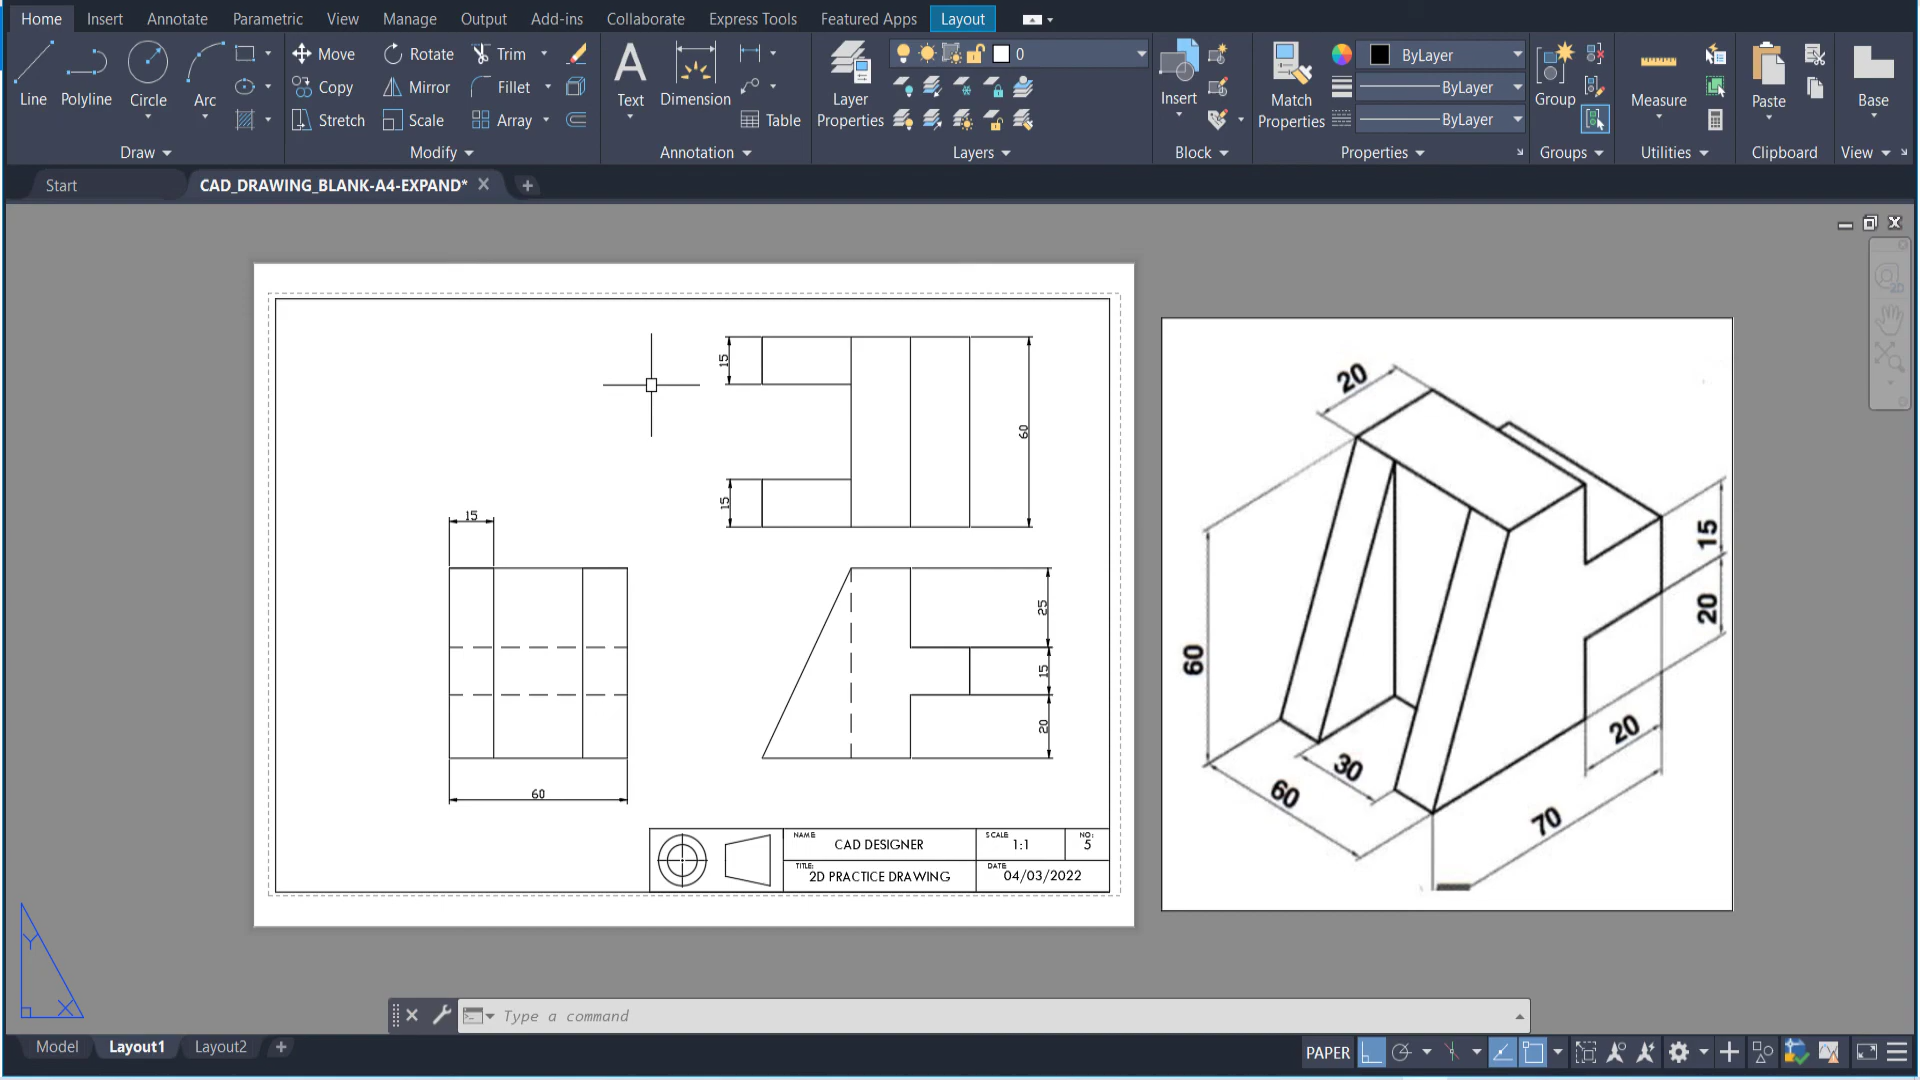 Home Insert Annotate Parametric View Manage Output Add-ins Collaborate Express Tools Featured Apps Layout
Line Polyline Circle Arc
Move Rotate Trim
Copy Mirror Fillet
Stretch Scale Array
Text Dimension
Table
Layer Properties
0
Insert
Match Properties
ByLayer
ByLayer
ByLayer
Group
Measure
Paste
Base
Draw Modify Annotation Layers Block Properties Groups Utilities Clipboard View
Start CAD_DRAWING_BLANK-A4-EXPAND*
2D
15
60
15
15
60
25
15
20
NAME CAD DESIGNER SCALE 1:1 NO: 5
TITLE: 2D PRACTICE DRAWING DATE 04/03/2022
20
15
20
60
20
30
60
70
Y
X
Type a command
Model Layout1 Layout2
PAPER